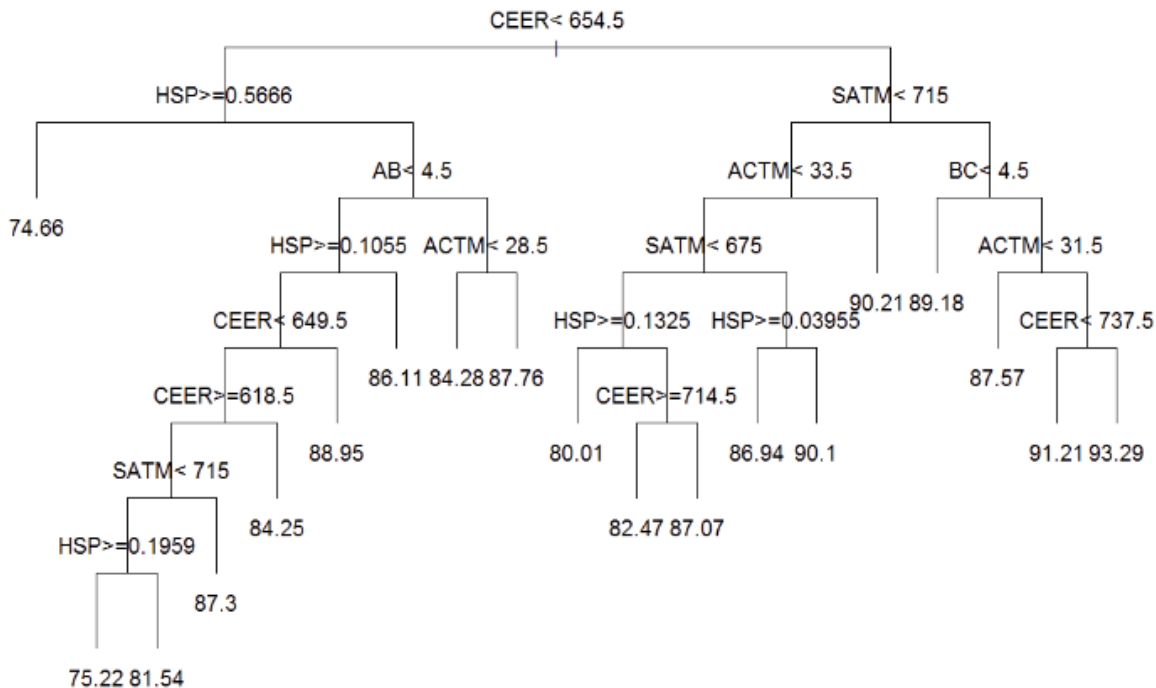 CEER< 654.5
HSP>=0.5666
SATM< 715
AB< 4.5
ACTM< 33.5
BC< 4.5
74.66
HSP>=0.1055
ACTM< 28.5
SATM< 675
ACTM< 31.5
90.21
89.18
CEER< 649.5
HSP>=0.1325
HSP>=0.03955
CEER< 737.5
86.11
84.28
87.76
87.57
CEER>=618.5
CEER>=714.5
88.95
80.01
86.94
90.1
91.21
93.29
SATM< 715
84.25
82.47
87.07
HSP>=0.1959
87.3
75.22
81.54